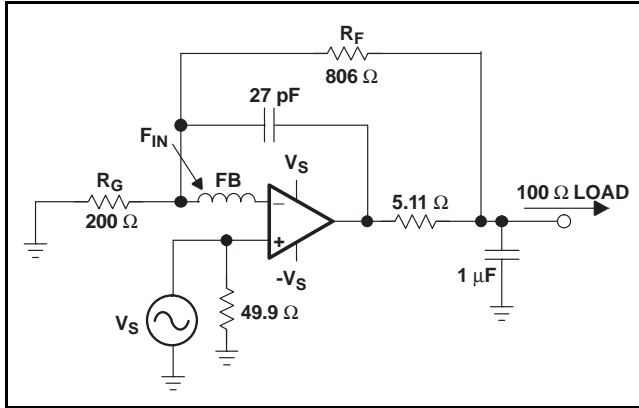 R_F
806 Ω
27 pF
F_IN
V_S
FB
R_G
200 Ω
−
+
5.11 Ω
100 Ω LOAD
-V_S
1 μF
V_S
49.9 Ω